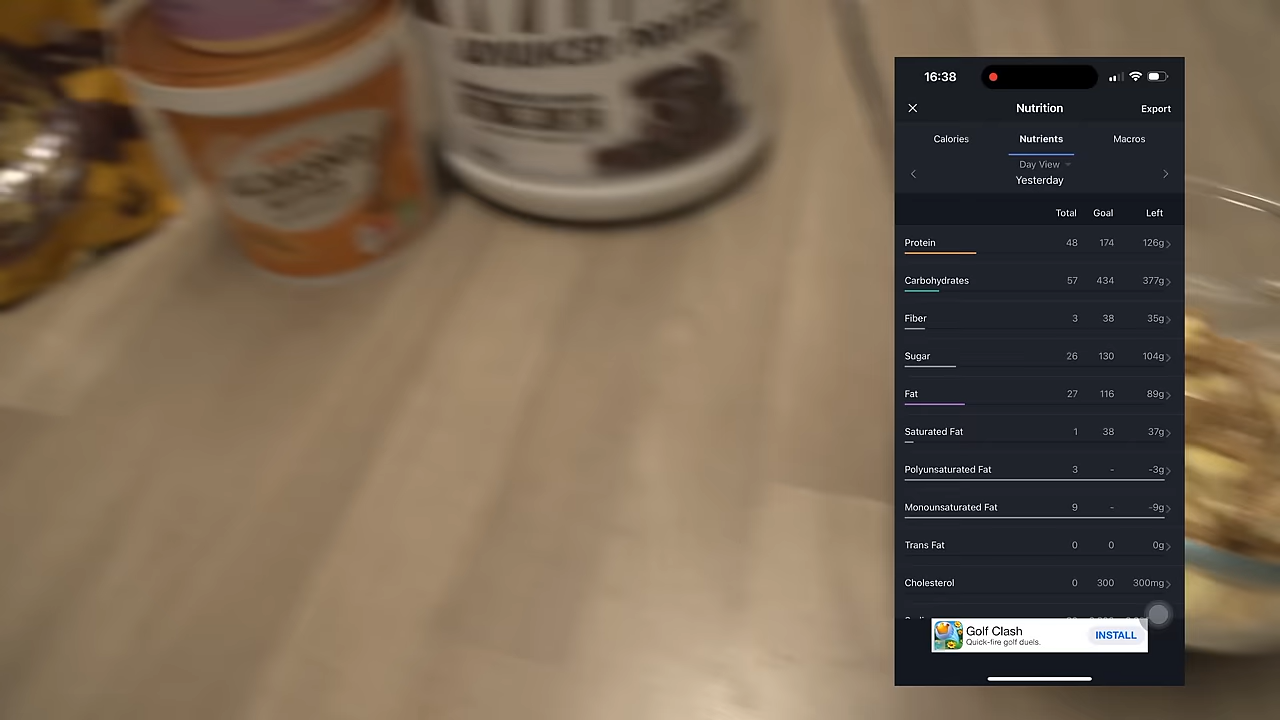 16:38
Nutrition
Export
Calories
Nutrients
Macros
Day View
Yesterday
Total Goal Left
Protein 48 174 126g
Carbohydrates 57 434 377g
Fiber 3 38 35g
Sugar 26 130 104g
Fat 27 116 89g
Saturated Fat 1 38 37g
Polyunsaturated Fat 3 - -3g
Monounsaturated Fat 9 - -9g
Trans Fat 0 0 0g
Cholesterol 0 300 300mg
Golf Clash
Quick-fire golf duels.
INSTALL